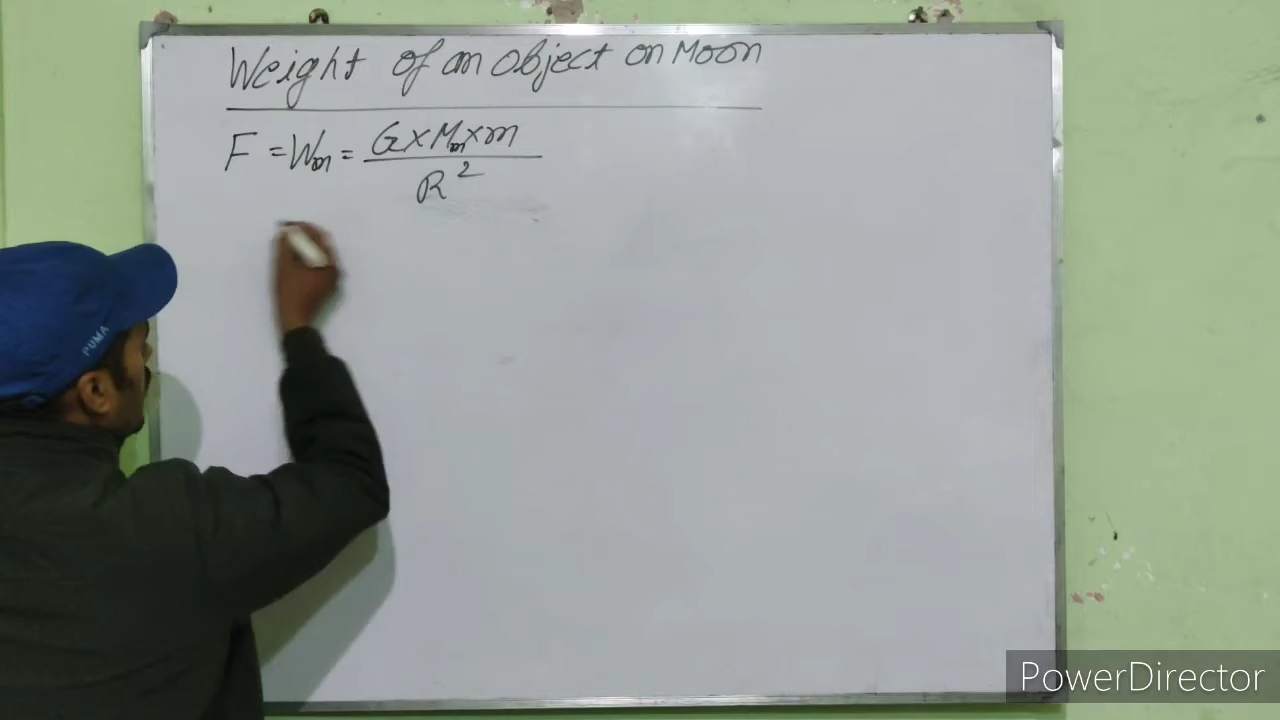 Weight of an object on Moon
F = Wm = G×Mm×m
R²
PUMA
PowerDirector